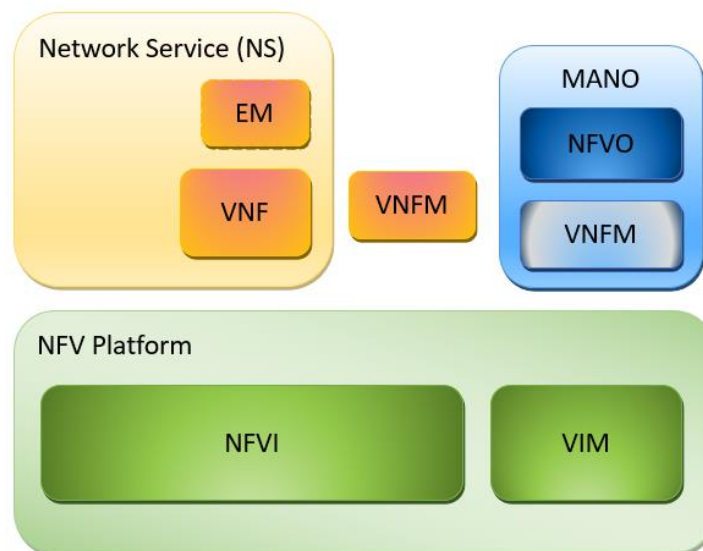 Network Service (NS)
EM
VNF
VNFM
MANO
NFVO
VNFM
NFV Platform
NFVI
VIM